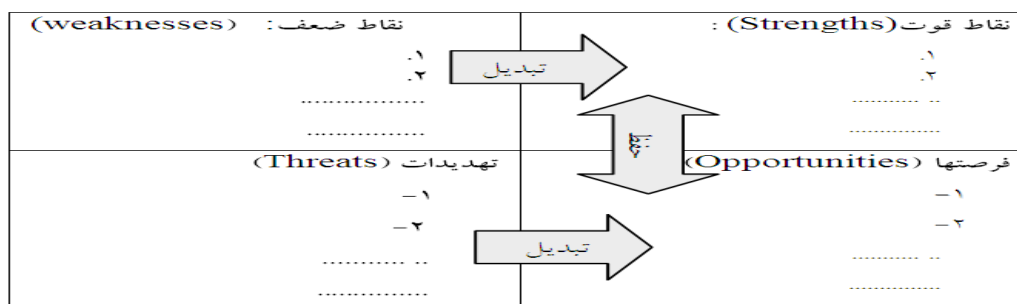 نقاط قوت (Strengths) :
.۱
.۲
.. ...........
...............
نقاط ضعف: (weaknesses)
.۱
.۲
................
...............
تبدیل
حفظ
فرصتها (Opportunities)
-۱
-۲
.. ...........
...............
تهدیدات (Threats)
-۱
-۲
.. ...........
..............
تبدیل